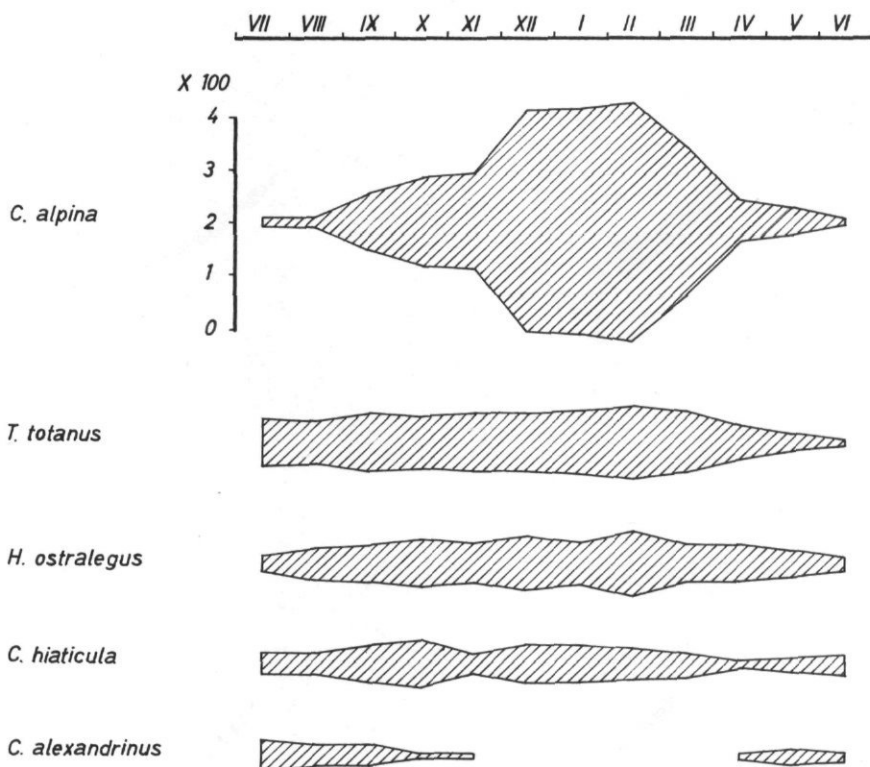 VII VIII IX X XI XII I II III IV V VI
X 100
4
3
C. alpina
2
1
0
T. totanus
H. ostralegus
C. hiaticula
C. alexandrinus